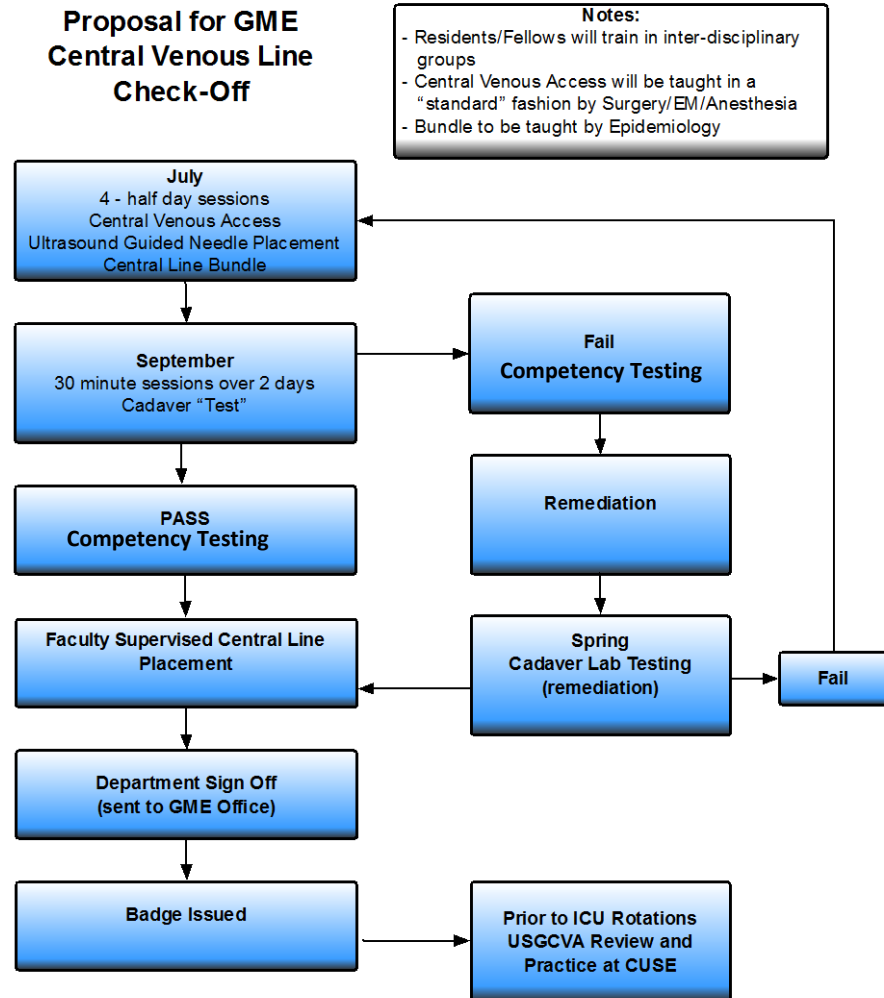 Proposal for GME
Central Venous Line
Check-Off
Notes:
- Residents/Fellows will train in inter-disciplinary
groups
- Central Venous Access will be taught in a
“standard” fashion by Surgery/EM/Anesthesia
- Bundle to be taught by Epidemiology
July
4 - half day sessions
Central Venous Access
Ultrasound Guided Needle Placement
Central Line Bundle
September
30 minute sessions over 2 days
Cadaver “Test”
Fail
Competency Testing
PASS
Competency Testing
Remediation
Faculty Supervised Central Line
Placement
Spring
Cadaver Lab Testing
(remediation)
Fail
Department Sign Off
(sent to GME Office)
Badge Issued
Prior to ICU Rotations
USGCVA Review and
Practice at CUSE